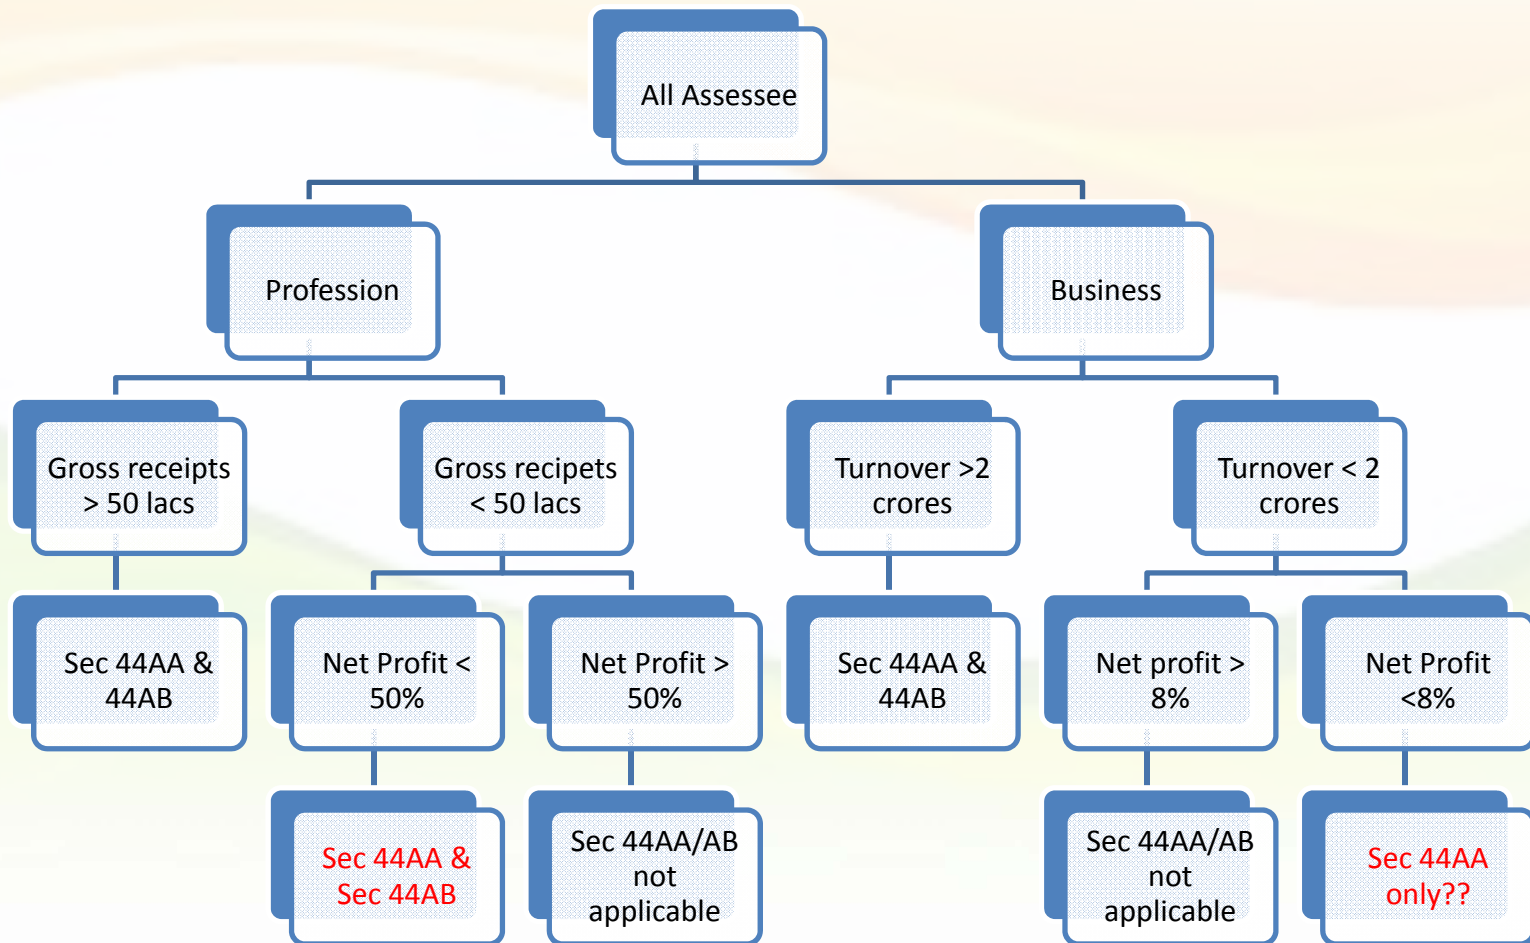 All Assessee
Profession
Business
Gross receipts
> 50 lacs
Gross recipets
< 50 lacs
Turnover >2
crores
Turnover < 2
crores
Sec 44AA &
44AB
Net Profit <
50%
Net Profit >
50%
Sec 44AA &
44AB
Net profit >
8%
Net Profit
<8%
Sec 44AA &
Sec 44AB
Sec 44AA/AB
not
applicable
Sec 44AA/AB
not
applicable
Sec 44AA
only??